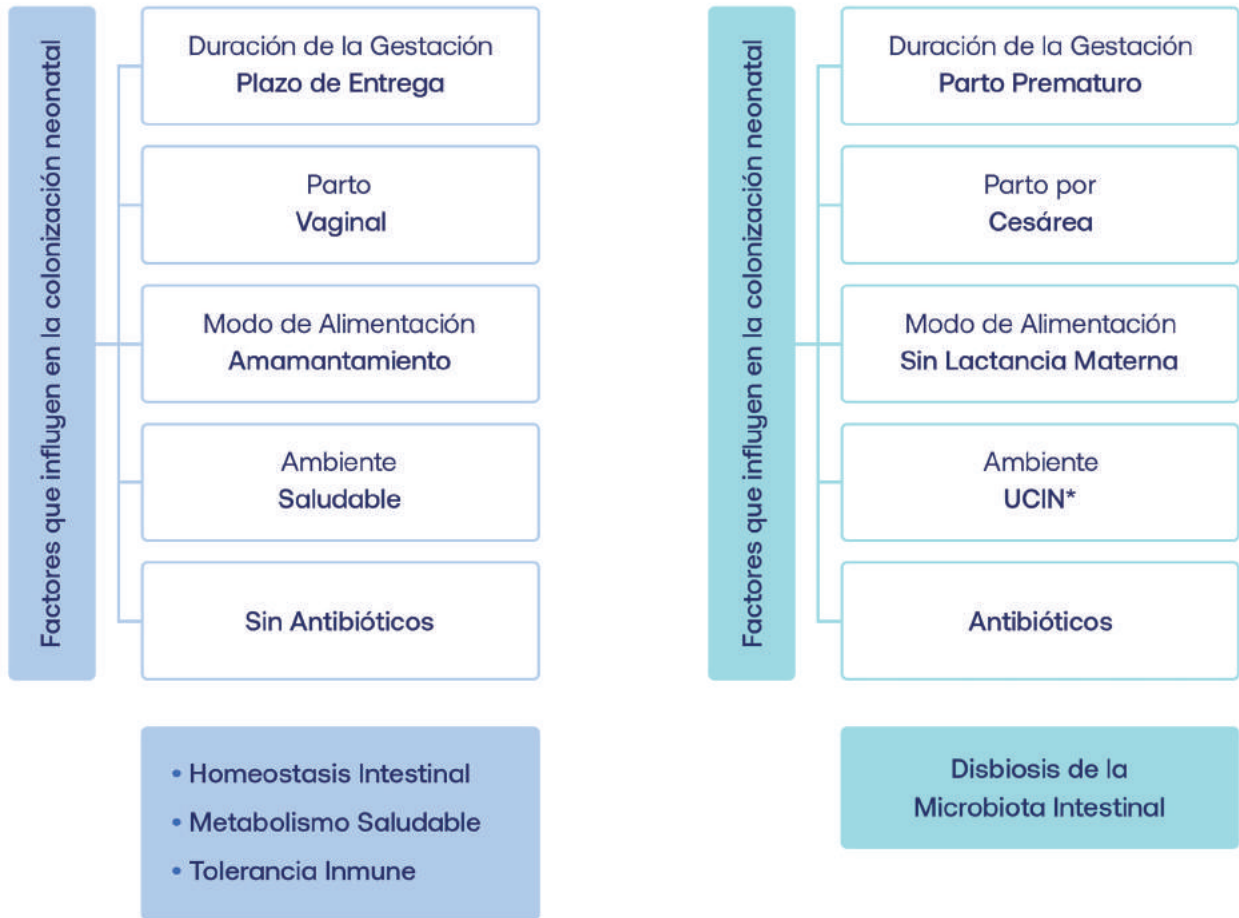 Factores que influyen en la colonización neonatal
Duración de la Gestación
Plazo de Entrega
Parto
Vaginal
Modo de Alimentación
Amamantamiento
Ambiente
Saludable
Sin Antibióticos
• Homeostasis Intestinal
• Metabolismo Saludable
• Tolerancia Inmune
Factores que influyen en la colonización neonatal
Duración de la Gestación
Parto Prematuro
Parto por
Cesárea
Modo de Alimentación
Sin Lactancia Materna
Ambiente
UCIN*
Antibióticos
Disbiosis de la
Microbiota Intestinal